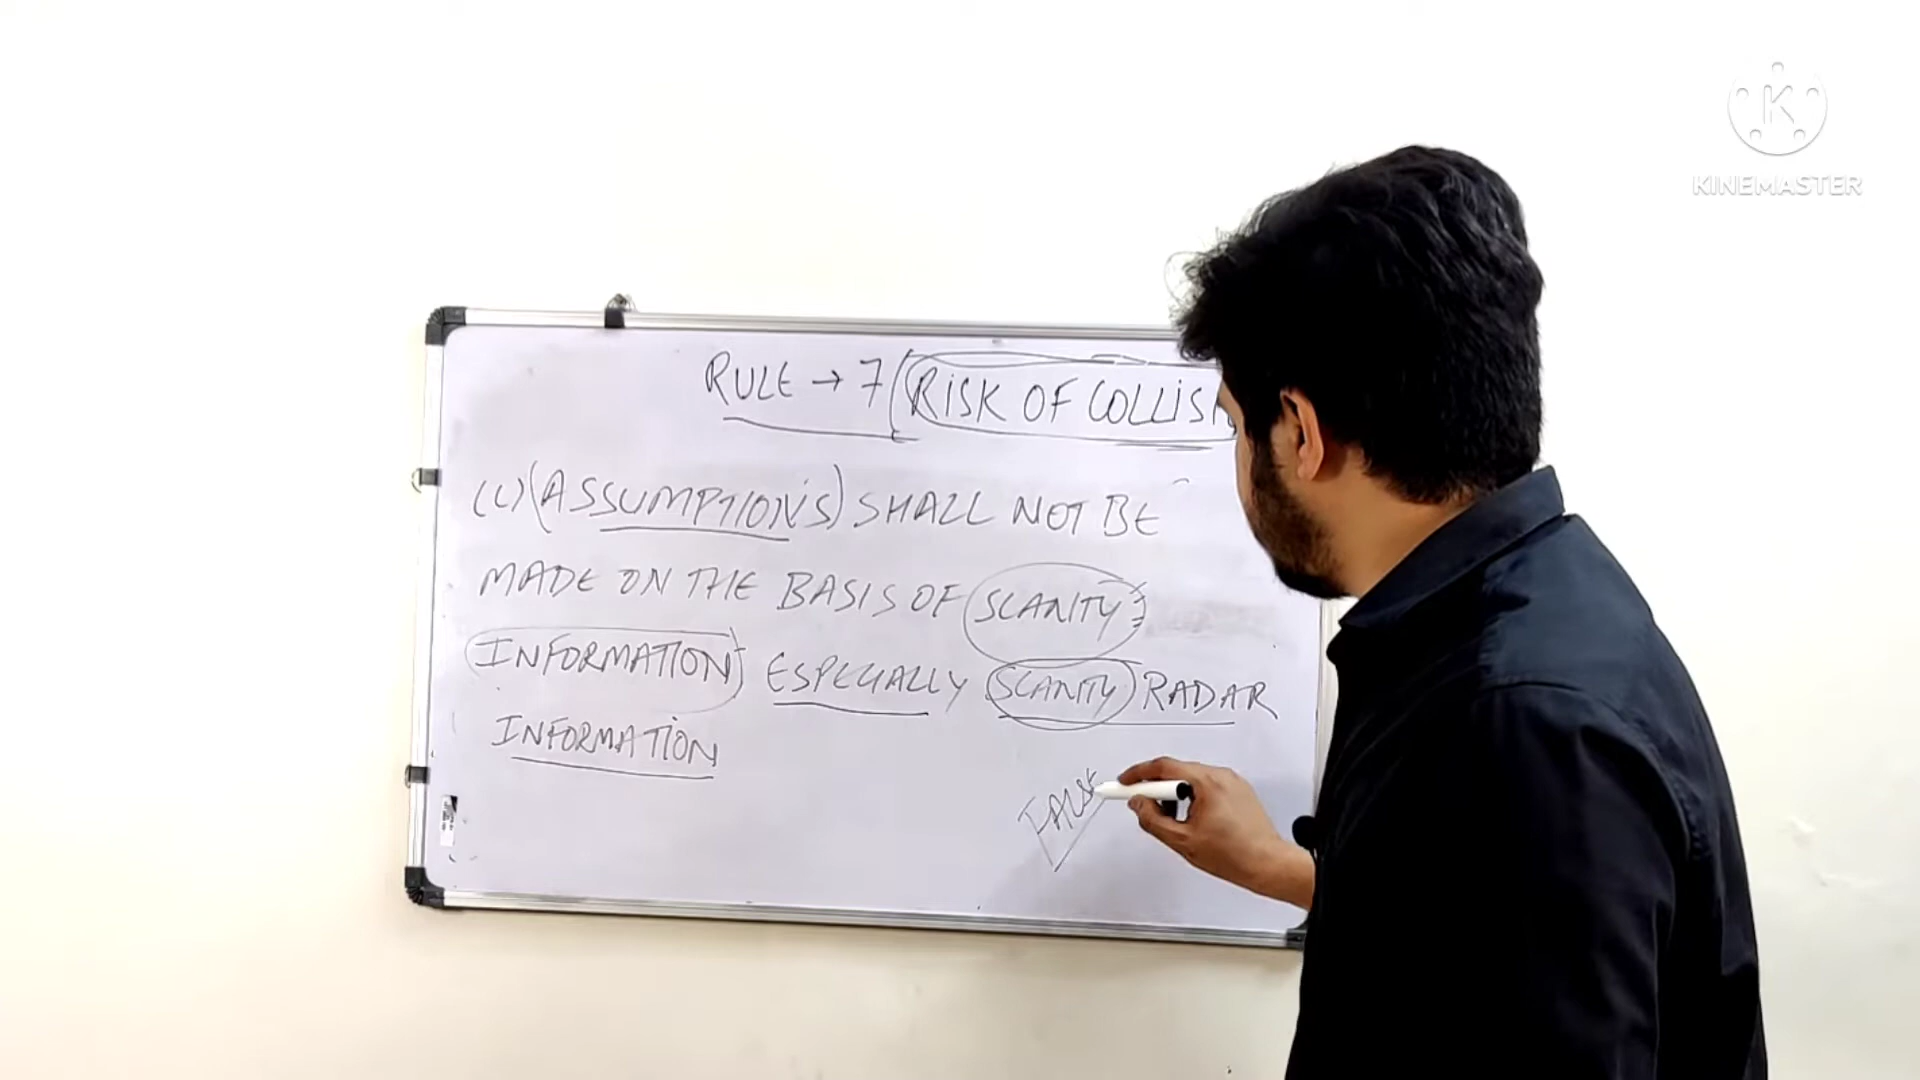 KINEMASTER
RULE → 7 (RISK OF COLLIS
(C) (ASSUMPTIONS) SHALL NOT BE
MADE ON THE BASIS OF SCANTY
INFORMATION ESPECIALLY SCANTY RADAR
INFORMATION
FALSE